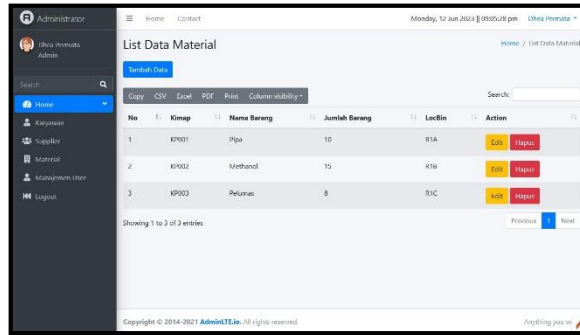 Administrator
Home Contact
Monday, 12 Jun 2023 || 09:05:28 pm Dhea Permata
Dhea Permata
Admin
List Data Material
Home / List Data Material
Tambah Data
Search
Copy CSV Excel PDF Print Column visibility
Search:
Home
Karyawan
Supplier
Material
Manajemen User
Logout
No Kimap Nama Barang Jumlah Barang LocBin Action
1 KP001 Pipa 10 R1A Edit Hapus
2 KP002 Methanol 15 R1B Edit Hapus
3 KP003 Pelumas 8 R1C Edit Hapus
Showing 1 to 3 of 3 entries
Previous 1 Next
Copyright © 2014-2021 AdminLTE.io. All rights reserved.
Anything you